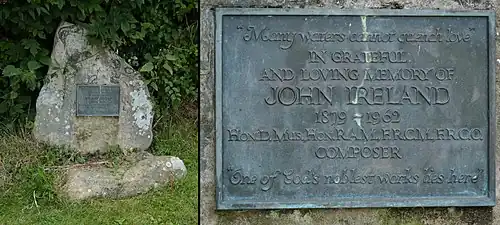 "Many waters cannot quench love"
IN GRATEFUL
AND LOVING MEMORY OF
JOHN IRELAND
1879 1962
HON.D.MUS., HON.R.A.M., F.R.C.M., F.R.C.O.
COMPOSER
"One of God's noblest works lies here"